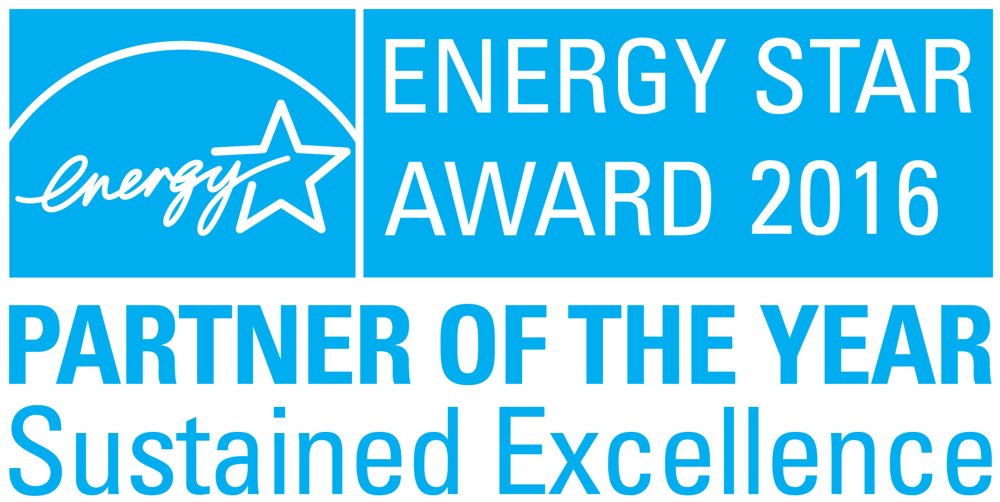 energy
ENERGY STAR
AWARD 2016
PARTNER OF THE YEAR
Sustained Excellence